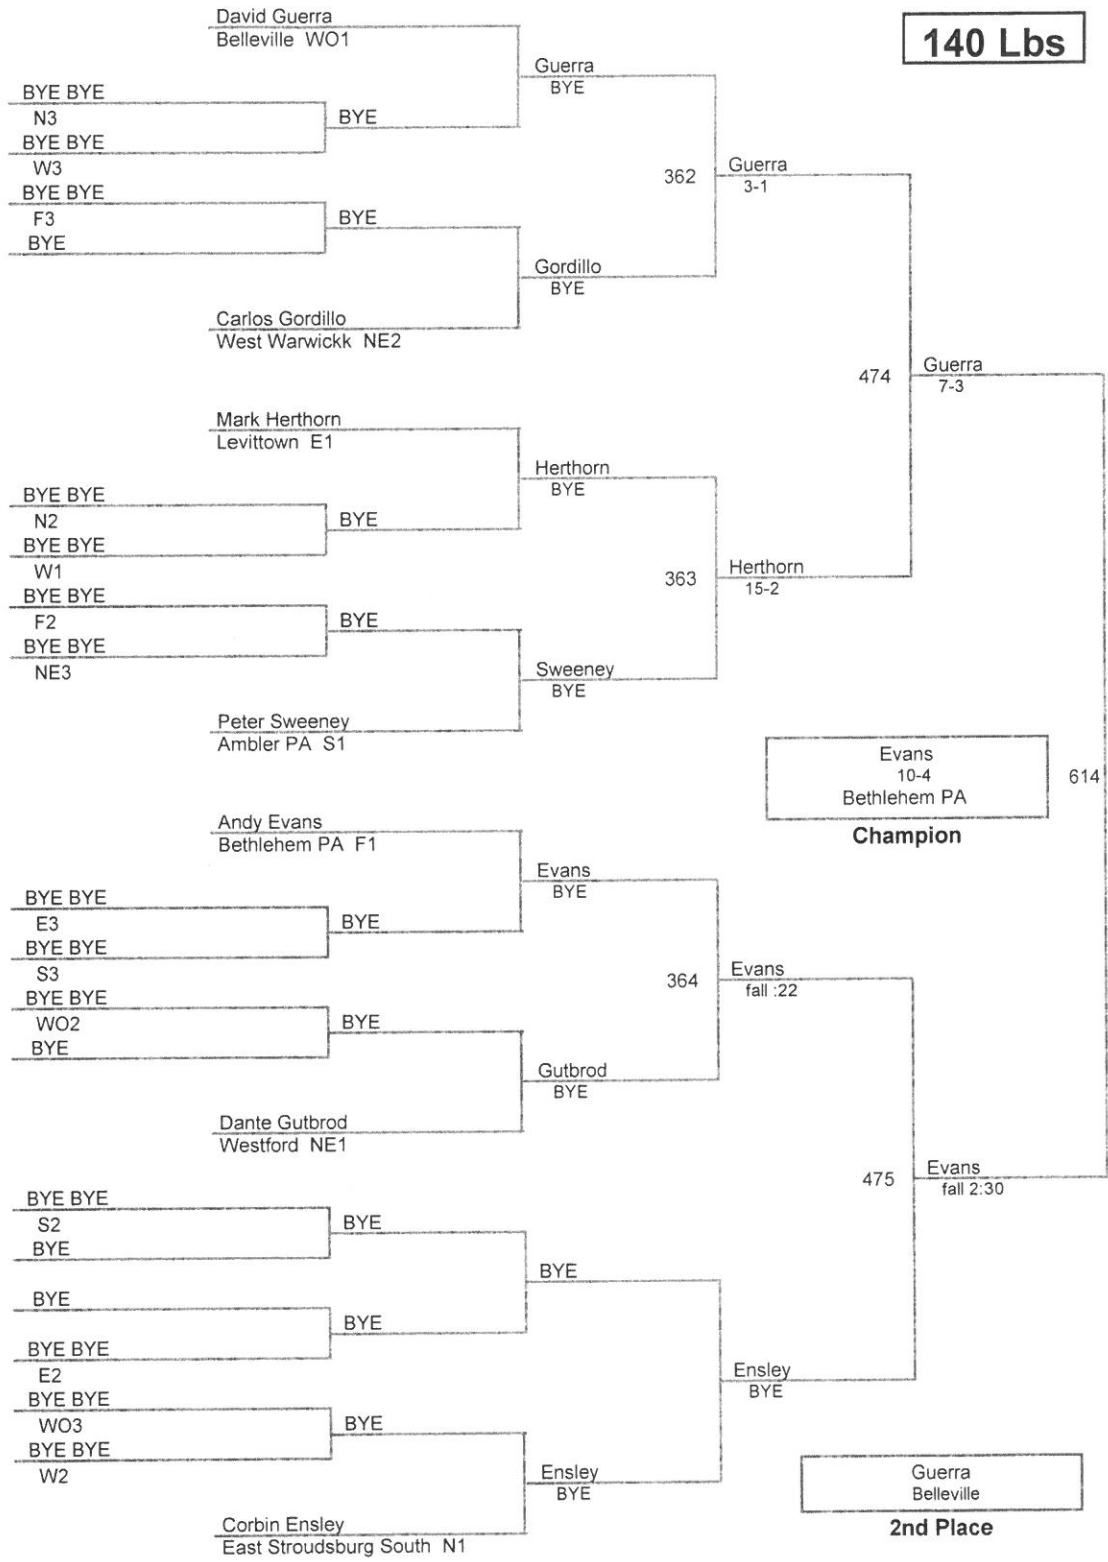 David Guerra
Belleville WO1
140 Lbs
Guerra
BYE
BYE BYE
N3
BYE
BYE BYE
W3
362
Guerra
3-1
BYE BYE
F3
BYE
BYE
Gordillo
BYE
Carlos Gordillo
West Warwickk NE2
474
Guerra
7-3
Mark Herthorn
Levittown E1
Herthorn
BYE
BYE BYE
N2
BYE
BYE BYE
W1
363
Herthorn
15-2
BYE BYE
F2
BYE
BYE BYE
NE3
Sweeney
BYE
Peter Sweeney
Ambler PA S1
Evans
10-4
Bethlehem PA
614
Champion
Andy Evans
Bethlehem PA F1
Evans
BYE
BYE BYE
E3
BYE
BYE BYE
S3
364
Evans
fall :22
BYE BYE
WO2
BYE
BYE
Gutbrod
BYE
Dante Gutbrod
Westford NE1
475
Evans
fall 2:30
BYE BYE
S2
BYE
BYE
BYE
BYE
BYE
BYE BYE
E2
Ensley
BYE
BYE BYE
WO3
BYE
BYE BYE
W2
Ensley
BYE
Guerra
Belleville
2nd Place
Corbin Ensley
East Stroudsburg South N1